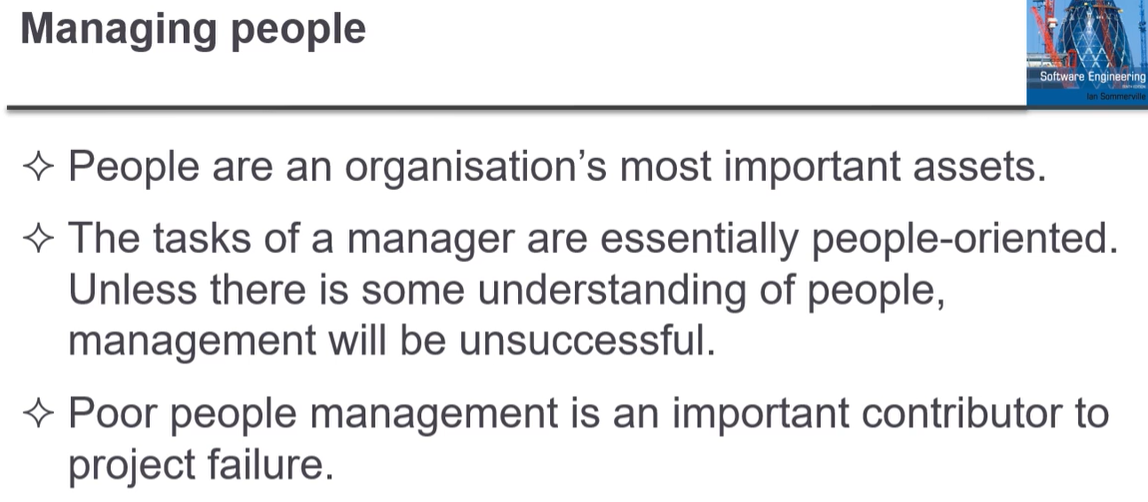 Managing people
Software Engineering
Ian Sommerville
✧ People are an organisation’s most important assets.
✧ The tasks of a manager are essentially people-oriented.
Unless there is some understanding of people,
management will be unsuccessful.
✧ Poor people management is an important contributor to
project failure.